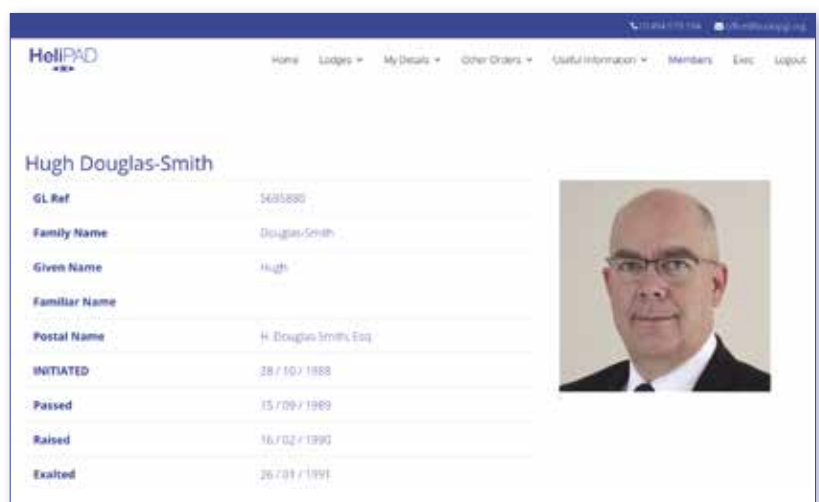 HeliPAD
Home Lodges My Details Other Orders Useful Information Members Exec Logout
Hugh Douglas-Smith
GL Ref
Family Name Douglas-Smith
Given Name Hugh
Familiar Name
Postal Name H. Douglas-Smith, Esq
INITIATED 28 / 10 / 1988
Passed 15 / 09 / 1989
Raised 16 / 02 / 1990
Exalted 26 / 01 / 1991